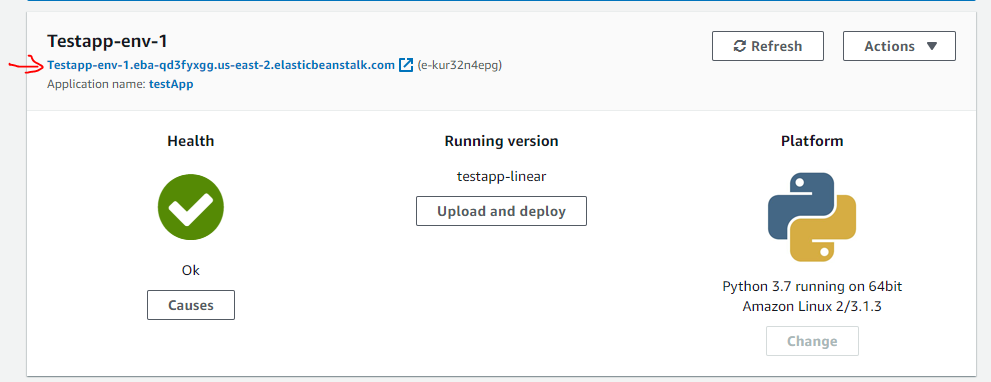 Testapp-env-1
Testapp-env-1.eba-qd3fyxgg.us-east-2.elasticbeanstalk.com (e-kur32n4epg)
Application name: testApp
Refresh
Actions
Health
Ok
Causes
Running version
testapp-linear
Upload and deploy
Platform
Python 3.7 running on 64bit
Amazon Linux 2/3.1.3
Change